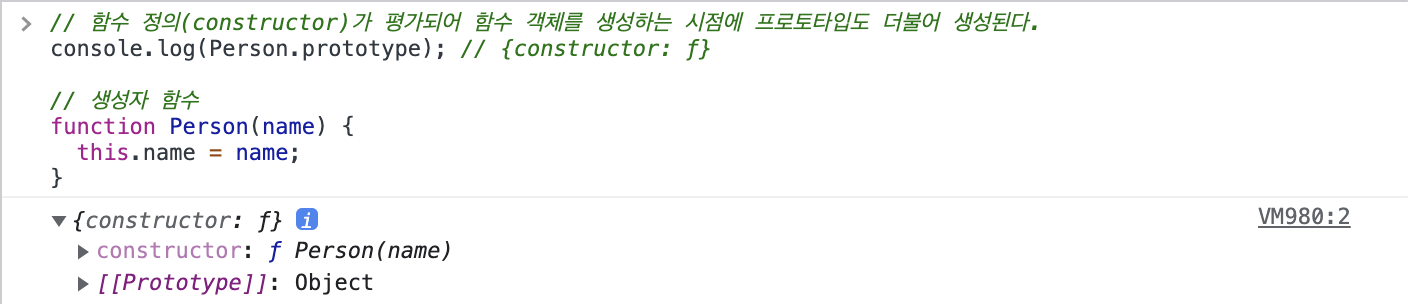 // 함수 정의(constructor)가 평가되어 함수 객체를 생성하는 시점에 프로토타입도 더불어 생성된다.
console.log(Person.prototype); // {constructor: ƒ}
// 생성자 함수
function Person(name) {
  this.name = name;
}
{constructor: ƒ} i VM980:2
constructor: ƒ Person(name)
[[Prototype]]: Object